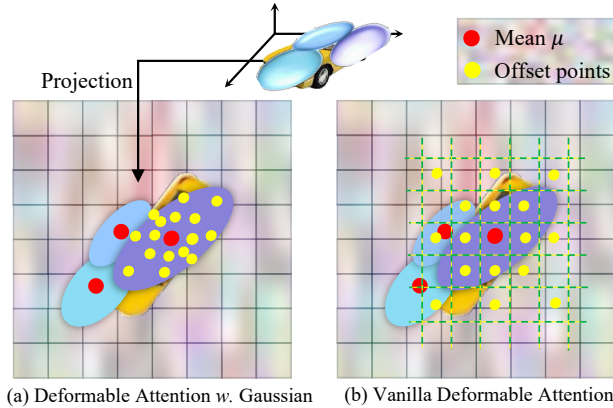 Projection
Mean μ
Offset points
(a) Deformable Attention w. Gaussian
(b) Vanilla Deformable Attention